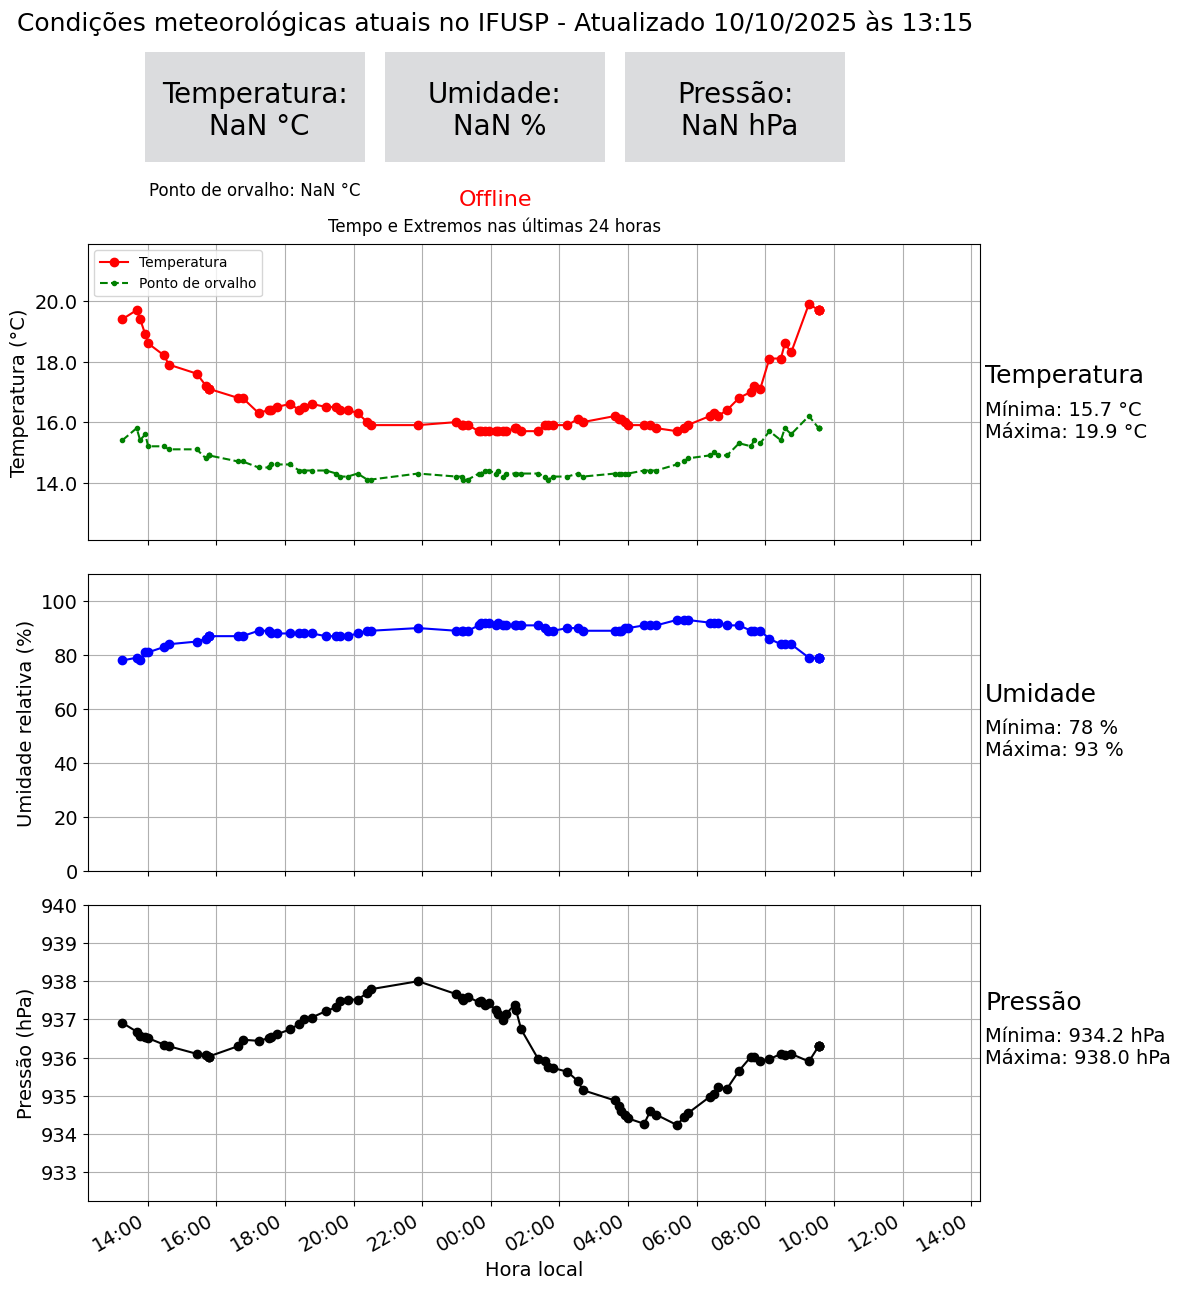 Condições meteorológicas atuais no IFUSP - Atualizado 10/10/2025 às 13:15
Temperatura:
NaN °C
Umidade:
NaN %
Pressão:
NaN hPa
Ponto de orvalho: NaN °C
Offline
Tempo e Extremos nas últimas 24 horas
Temperatura
Ponto de orvalho
Temperatura (°C)
20.0
18.0
16.0
14.0
Temperatura
Mínima: 15.7 °C
Máxima: 19.9 °C
Umidade relativa (%)
100
80
60
40
20
0
Umidade
Mínima: 78 %
Máxima: 93 %
Pressão (hPa)
940
939
938
937
936
935
934
933
Pressão
Mínima: 934.2 hPa
Máxima: 938.0 hPa
14:00 16:00 18:00 20:00 22:00 00:00 02:00 04:00 06:00 08:00 10:00 12:00 14:00
Hora local